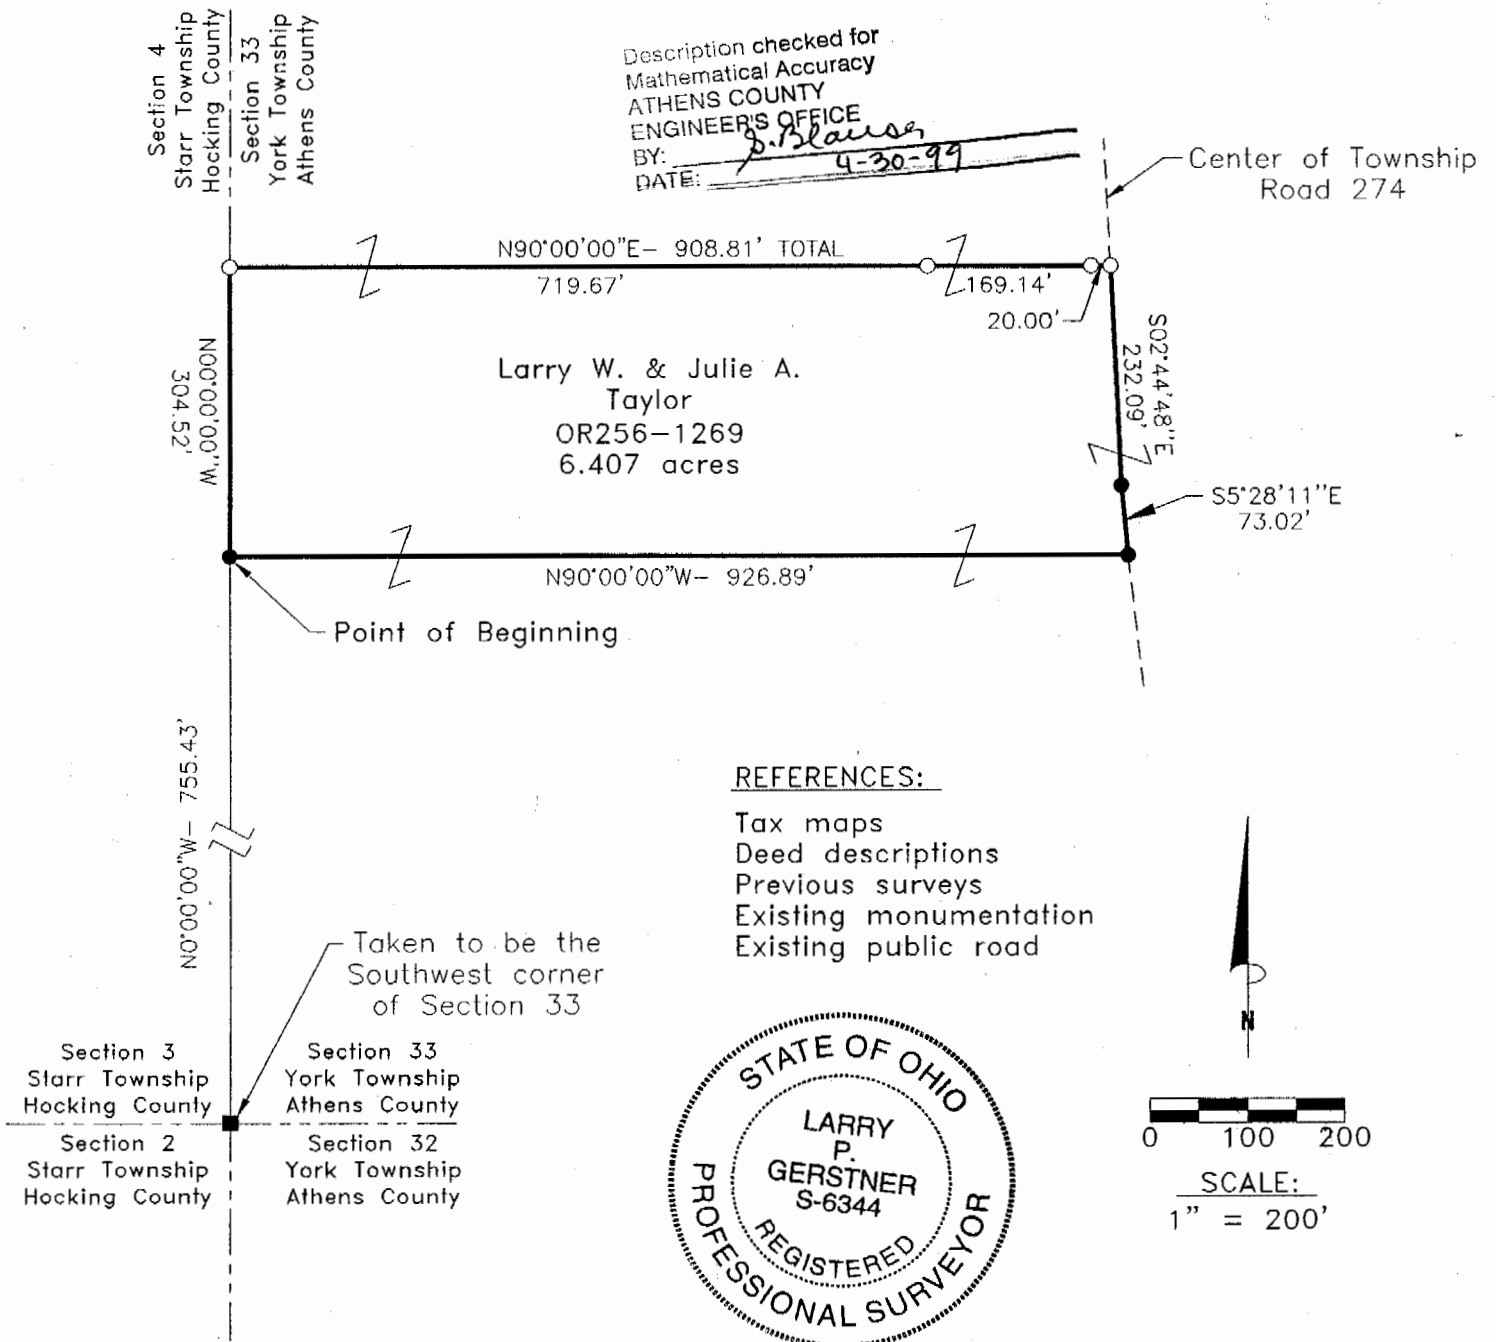 Section 4
Starr Township
Hocking County
Section 33
York Township
Athens County
Description checked for
Mathematical Accuracy
ATHENS COUNTY
ENGINEER'S OFFICE
BY: S. Blauser
DATE: 4-30-99
Center of Township
Road 274
N90°00'00"E- 908.81' TOTAL
719.67'
169.14'
20.00'
N00°00'00"W
304.52'
Larry W. & Julie A.
Taylor
OR256-1269
6.407 acres
S02°44'48"E
232.09'
S5°28'11"E
73.02'
N90°00'00"W- 926.89'
Point of Beginning
N0°00'00"W- 755.43'
REFERENCES:
Tax maps
Deed descriptions
Previous surveys
Existing monumentation
Existing public road
Taken to be the
Southwest corner
of Section 33
Section 3
Starr Township
Hocking County
Section 33
York Township
Athens County
Section 2
Starr Township
Hocking County
Section 32
York Township
Athens County
STATE OF OHIO
LARRY
P.
GERSTNER
S-6344
REGISTERED
PROFESSIONAL SURVEYOR
N
0 100 200
SCALE:
1" = 200'